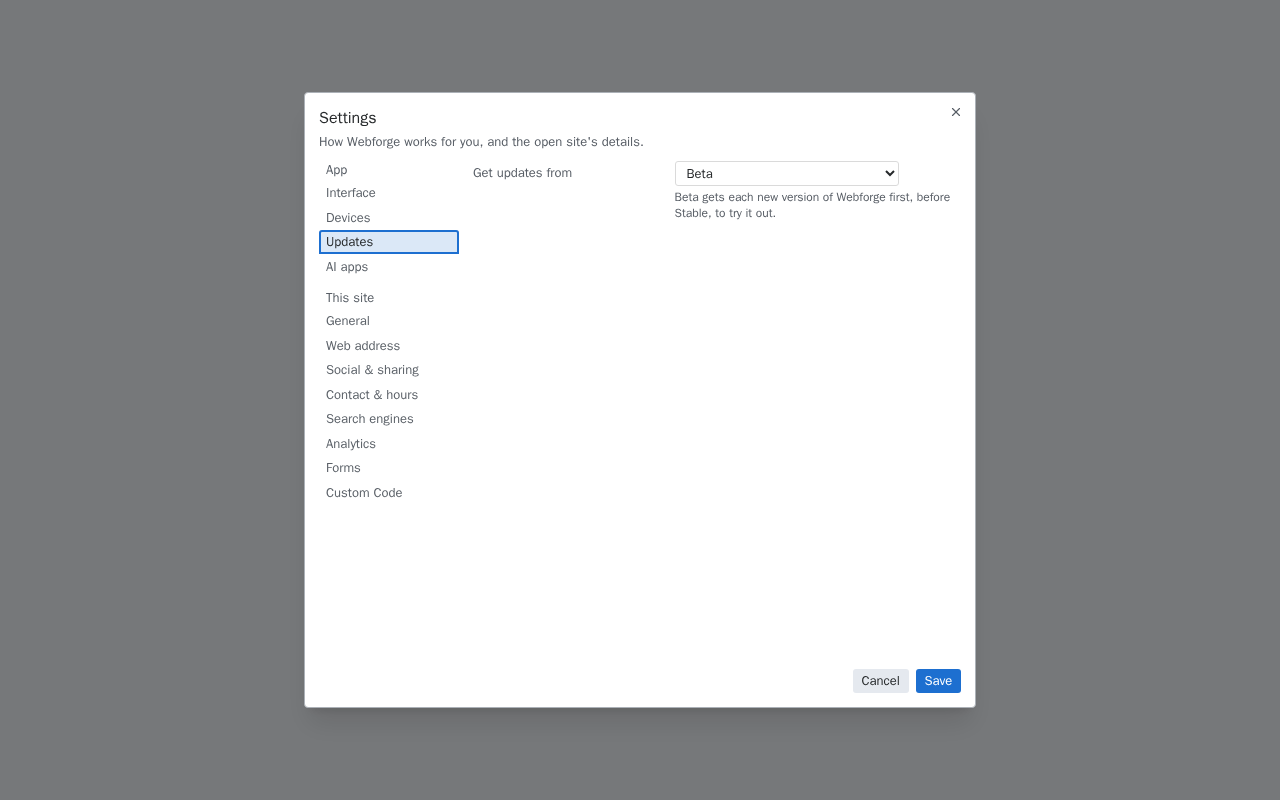 Settings
How Webforge works for you, and the open site's details.
App
Interface
Devices
Updates
AI apps
This site
General
Web address
Social & sharing
Contact & hours
Search engines
Analytics
Forms
Custom Code
Get updates from
Beta
Beta gets each new version of Webforge first, before
Stable, to try it out.
Cancel
Save